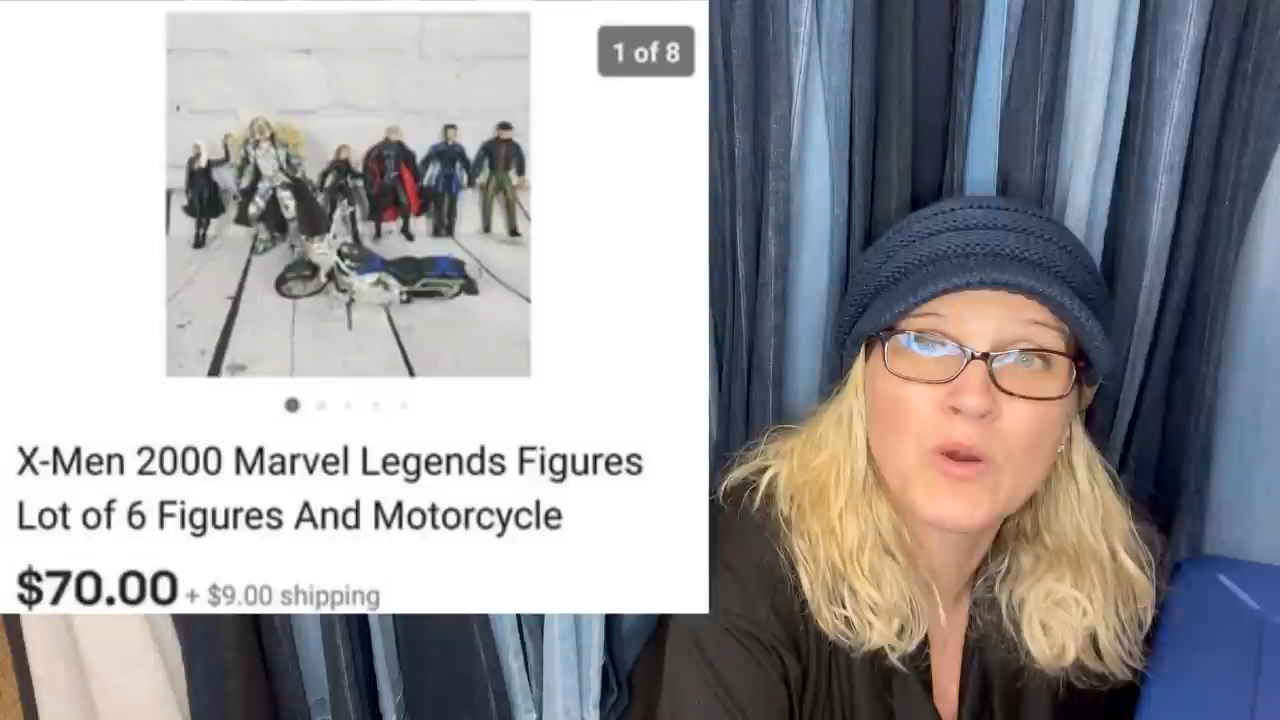 1 of 8
X-Men 2000 Marvel Legends Figures
Lot of 6 Figures And Motorcycle
$70.00 + $9.00 shipping